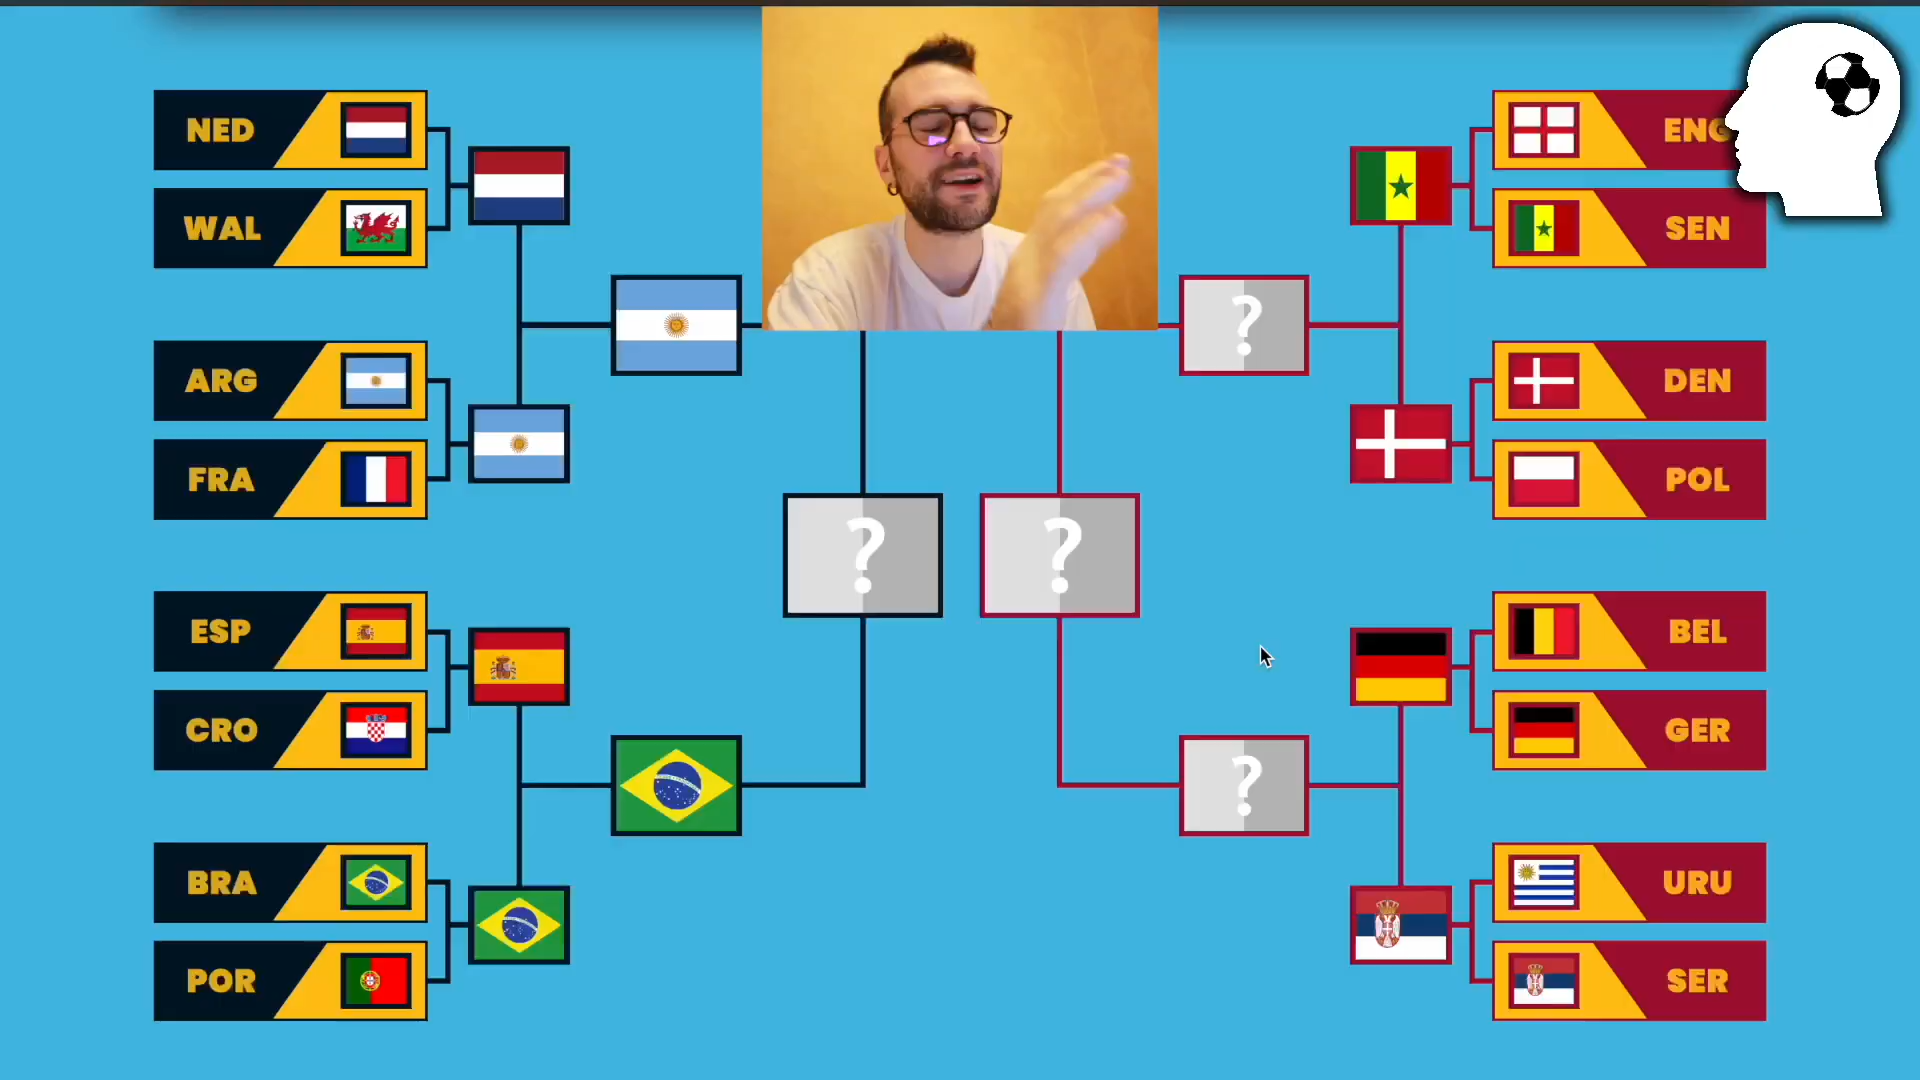 NED
WAL
ARG
FRA
ESP
CRO
BRA
POR
ENG
SEN
DEN
POL
BEL
GER
URU
SER
?
?
?
?